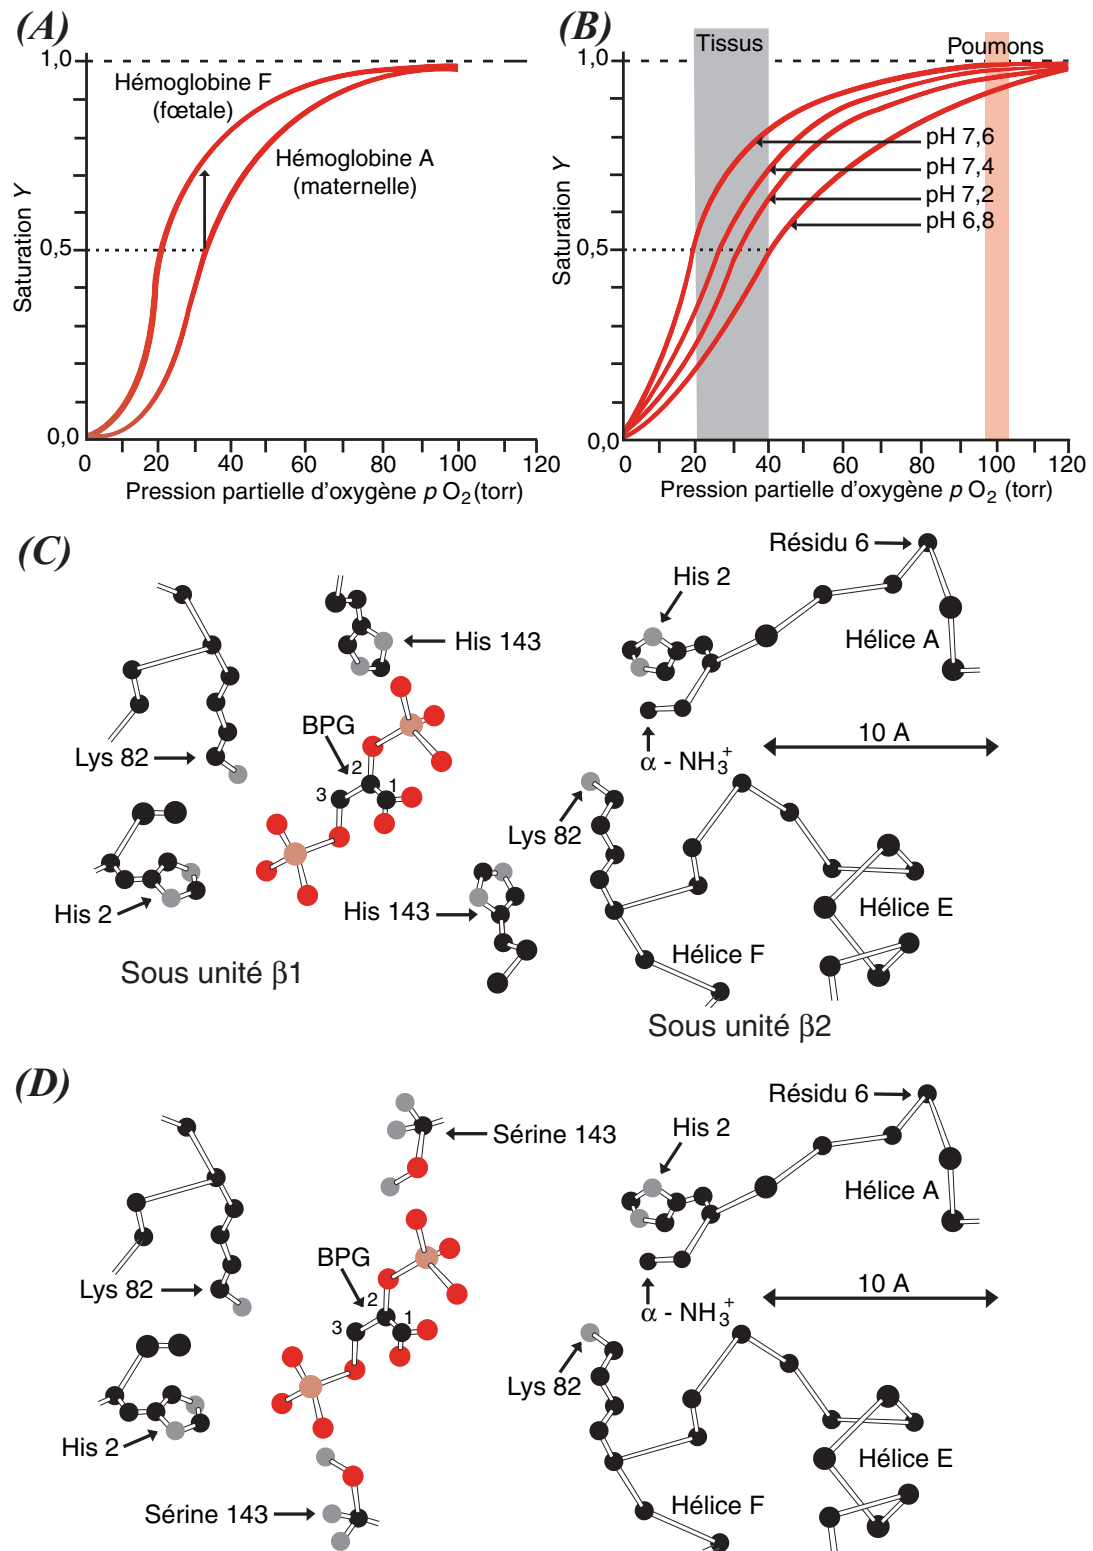 (A)
1,0
Hémoglobine F
(fœtale)
Hémoglobine A
(maternelle)
Saturation Y
0,5
0,0
0 20 40 60 80 100 120
Pression partielle d'oxygène p O2 (torr)
(B)
Tissus
Poumons
1,0
pH 7,6
pH 7,4
pH 7,2
pH 6,8
Saturation Y
0,5
0,0
0 20 40 60 80 100 120
Pression partielle d'oxygène p O2 (torr)
(C)
Résidu 6
His 2
His 143
Hélice A
BPG
10 A
Lys 82
α - NH3+
2
3
1
Lys 82
His 2
His 143
Hélice E
Hélice F
Sous unité β1
Sous unité β2
(D)
Résidu 6
Sérine 143
His 2
Hélice A
BPG
10 A
Lys 82
α - NH3+
2
3
1
Lys 82
His 2
Hélice E
Hélice F
Sérine 143